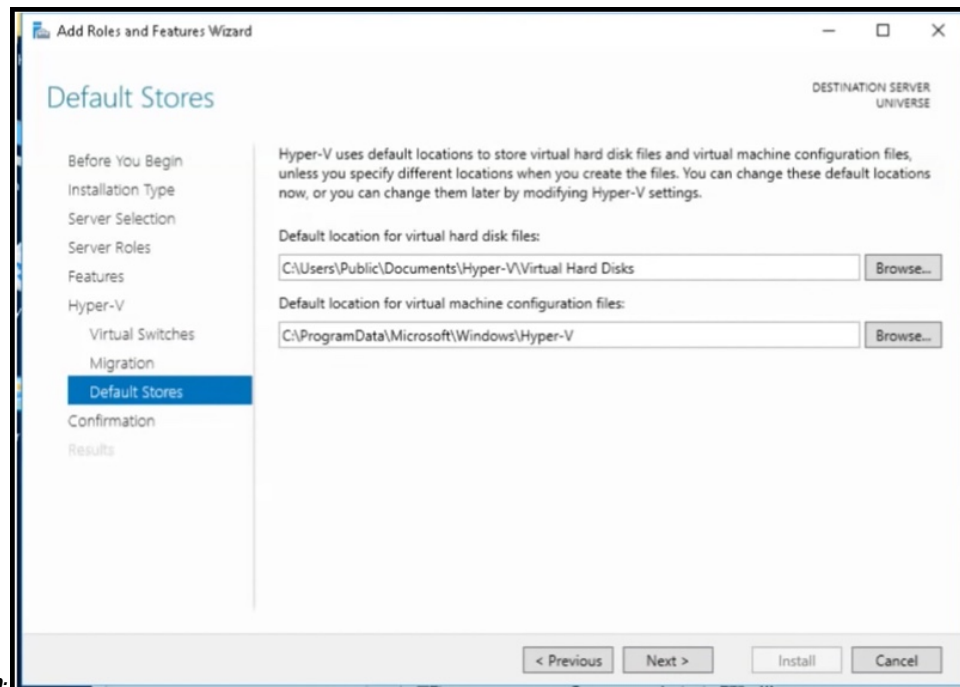 Add Roles and Features Wizard
Default Stores
DESTINATION SERVER
UNIVERSE
Before You Begin
Installation Type
Server Selection
Server Roles
Features
Hyper-V
Virtual Switches
Migration
Default Stores
Confirmation
Results
Hyper-V uses default locations to store virtual hard disk files and virtual machine configuration files,
unless you specify different locations when you create the files. You can change these default locations
now, or you can change them later by modifying Hyper-V settings.
Default location for virtual hard disk files:
C:\Users\Public\Documents\Hyper-V\Virtual Hard Disks
Browse...
Default location for virtual machine configuration files:
C:\ProgramData\Microsoft\Windows\Hyper-V
Browse...
< Previous
Next >
Install
Cancel